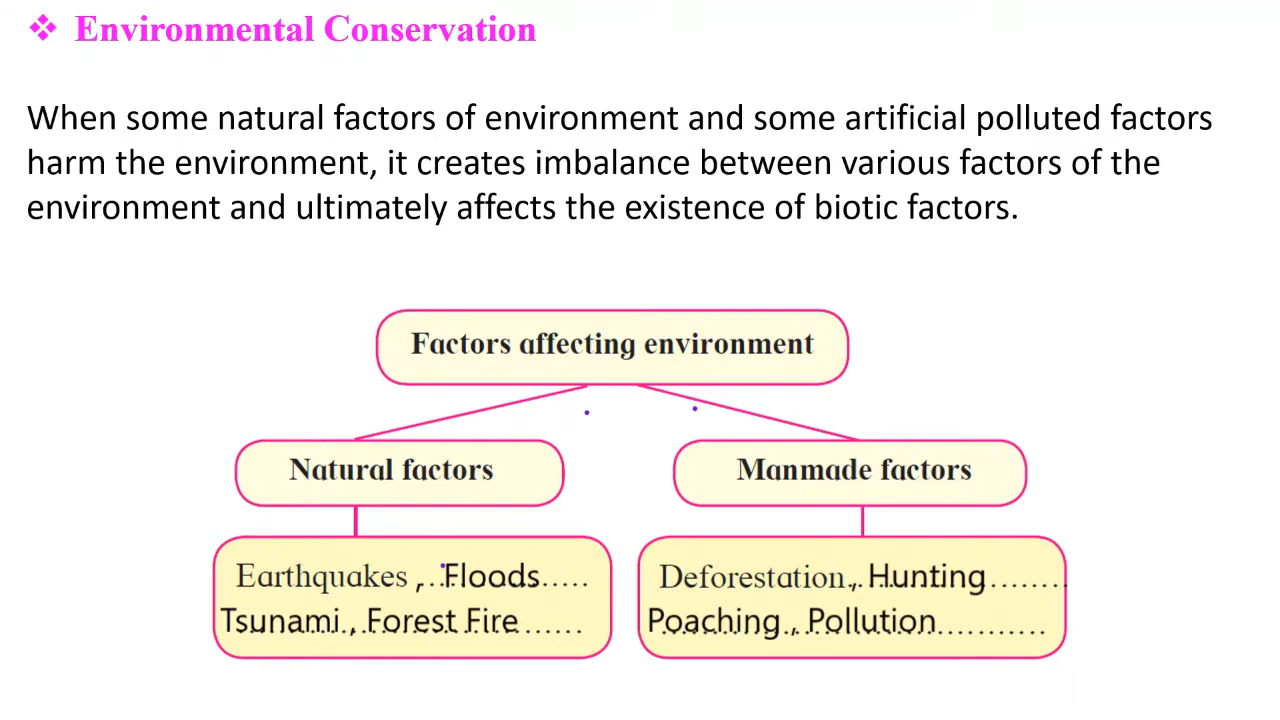 ❖ Environmental Conservation
When some natural factors of environment and some artificial polluted factors
harm the environment, it creates imbalance between various factors of the
environment and ultimately affects the existence of biotic factors.
Factors affecting environment
Natural factors
Manmade factors
Earthquakes , ..Floods.....
Tsunami , Forest Fire ......
Deforestation., Hunting........
Poaching , Pollution...........